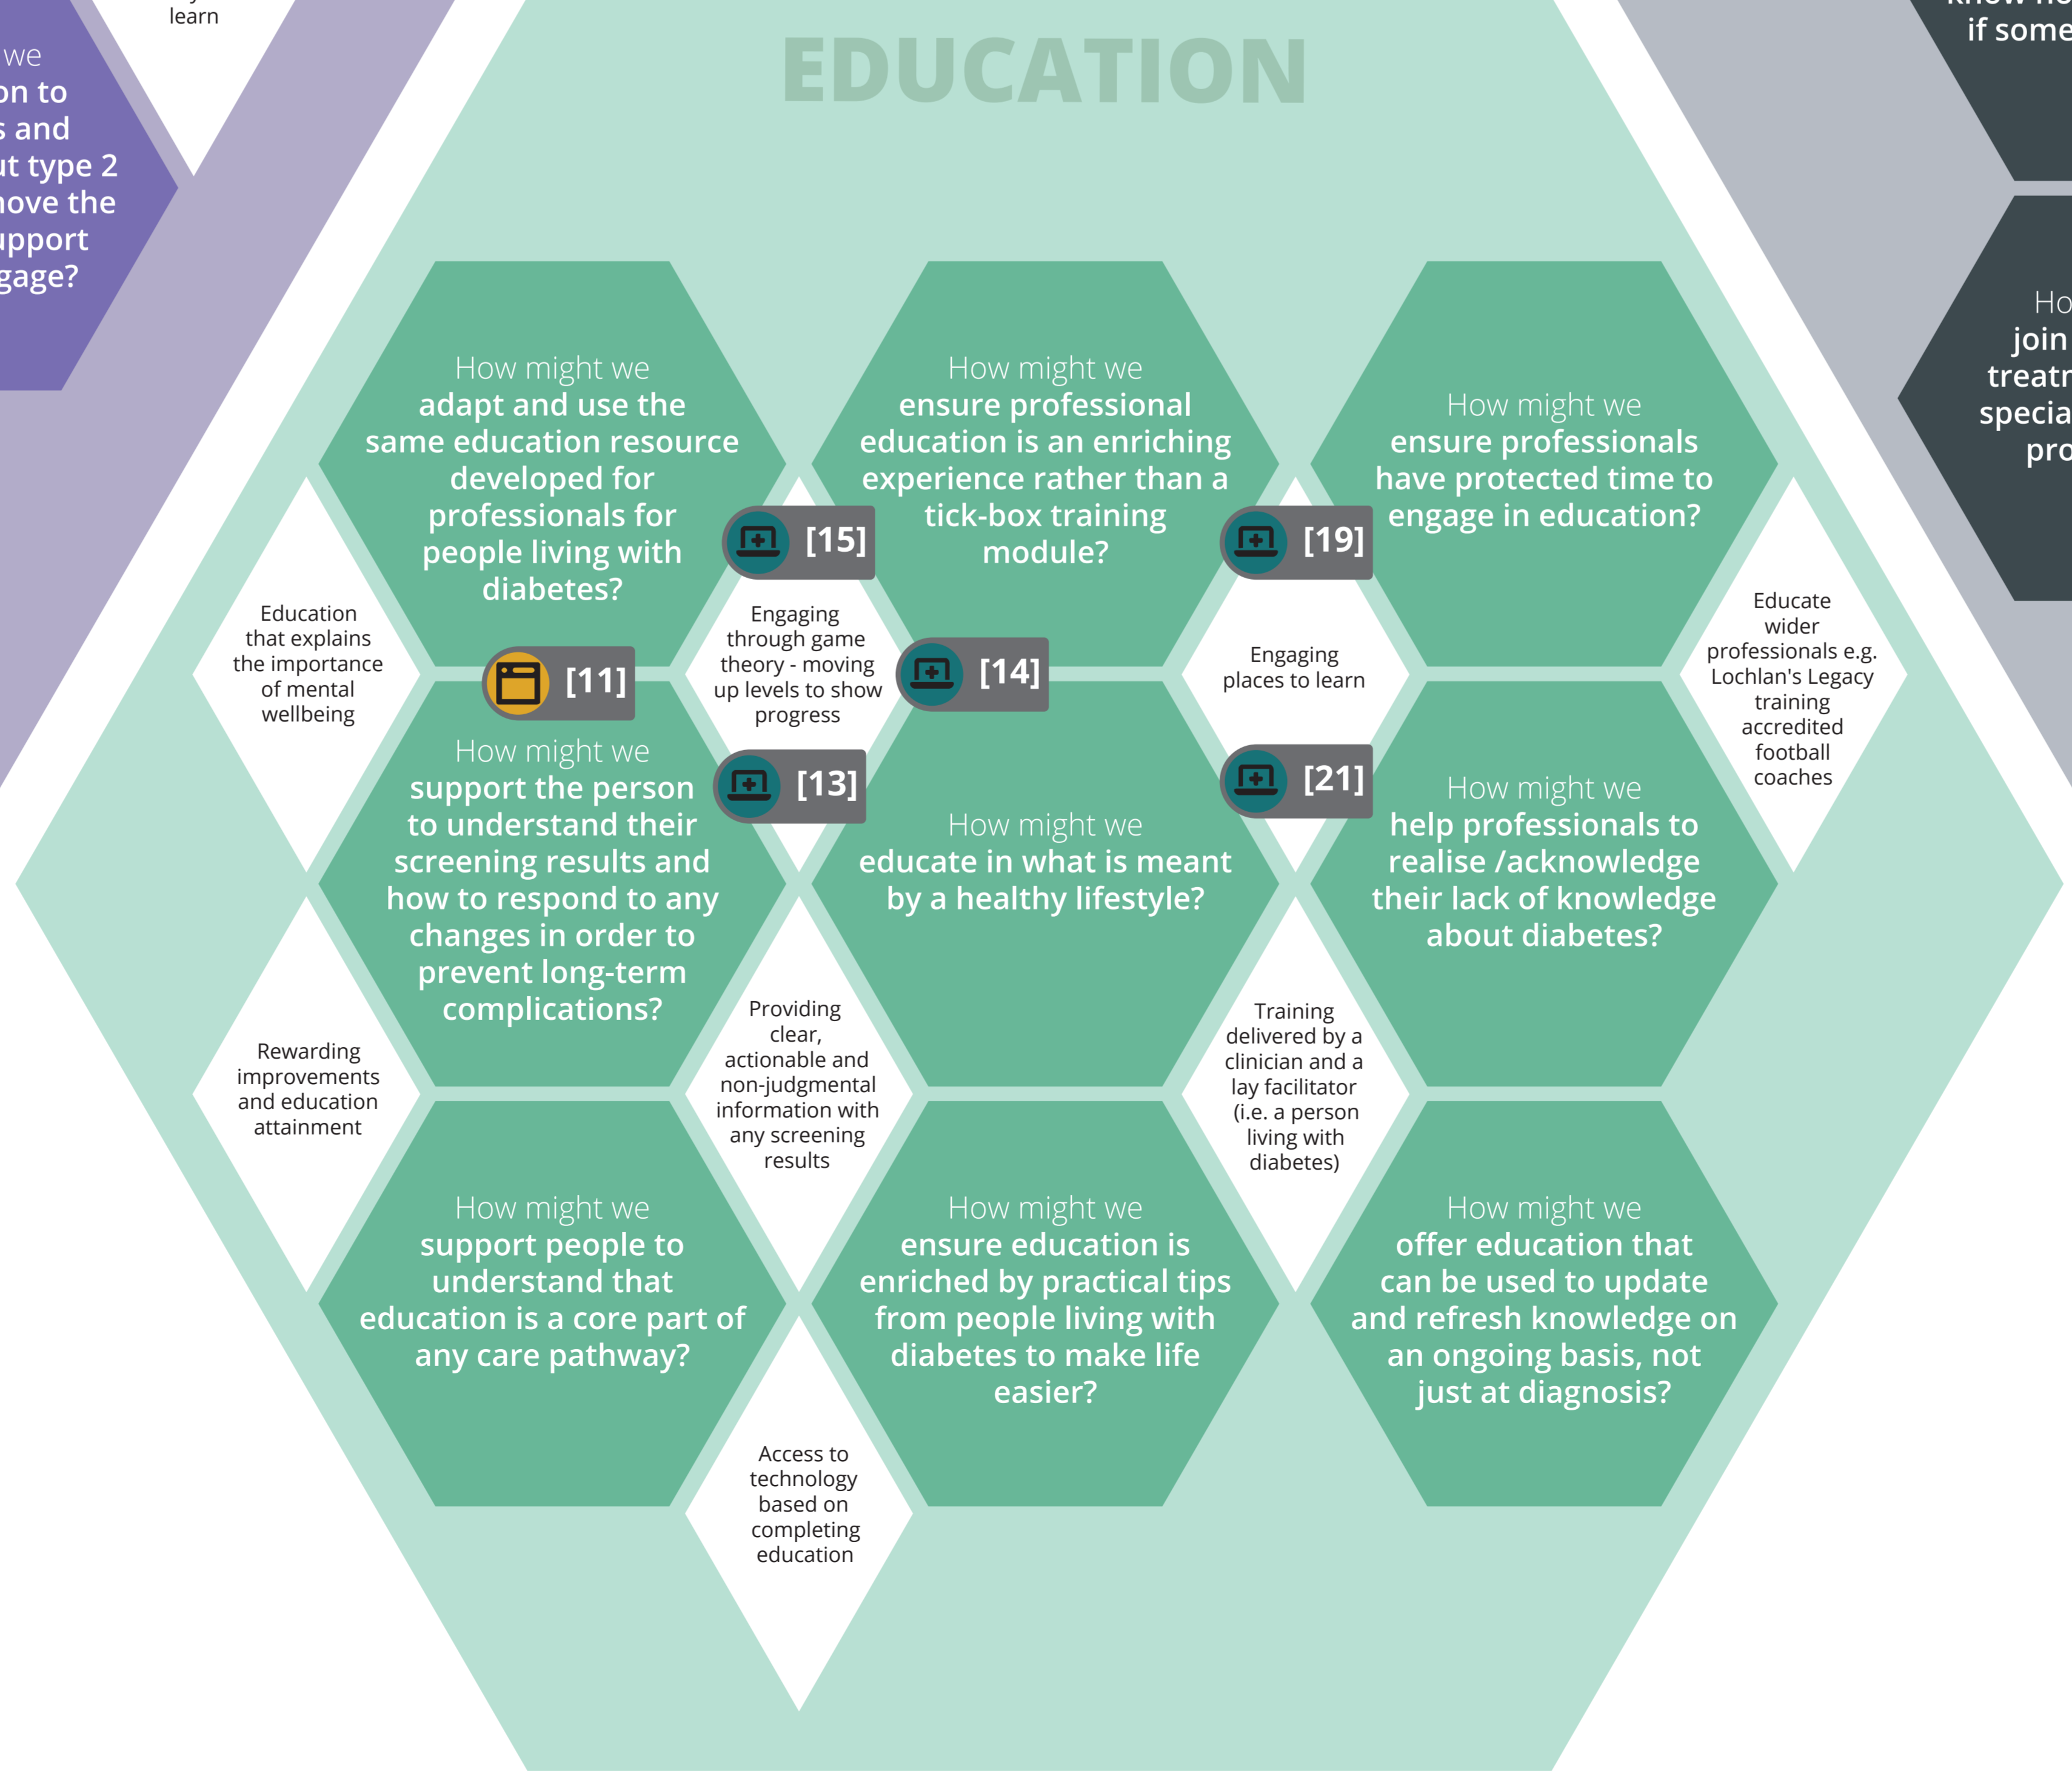 learn
we
on to
s and
ut type 2
ove the
upport
gage?
EDUCATION
if some
Ho
join
treatn
specia
pro
How might we
adapt and use the
same education resource
developed for
professionals for
people living with
diabetes?
How might we
ensure professional
education is an enriching
experience rather than a
tick-box training
module?
How might we
ensure professionals
have protected time to
engage in education?
[15]
[19]
Education
that explains
the importance
of mental
wellbeing
[11]
Engaging
through game
theory - moving
up levels to show
progress
[14]
Engaging
places to learn
Educate
wider
professionals e.g.
Lochlan's Legacy
training
accredited
football
coaches
[13]
[21]
How might we
support the person
to understand their
screening results and
how to respond to any
changes in order to
prevent long-term
complications?
How might we
educate in what is meant
by a healthy lifestyle?
How might we
help professionals to
realise /acknowledge
their lack of knowledge
about diabetes?
Rewarding
improvements
and education
attainment
Providing
clear,
actionable and
non-judgmental
information with
any screening
results
Training
delivered by a
clinician and a
lay facilitator
(i.e. a person
living with
diabetes)
How might we
support people to
understand that
education is a core part of
any care pathway?
How might we
ensure education is
enriched by practical tips
from people living with
diabetes to make life
easier?
How might we
offer education that
can be used to update
and refresh knowledge on
an ongoing basis, not
just at diagnosis?
Access to
technology
based on
completing
education